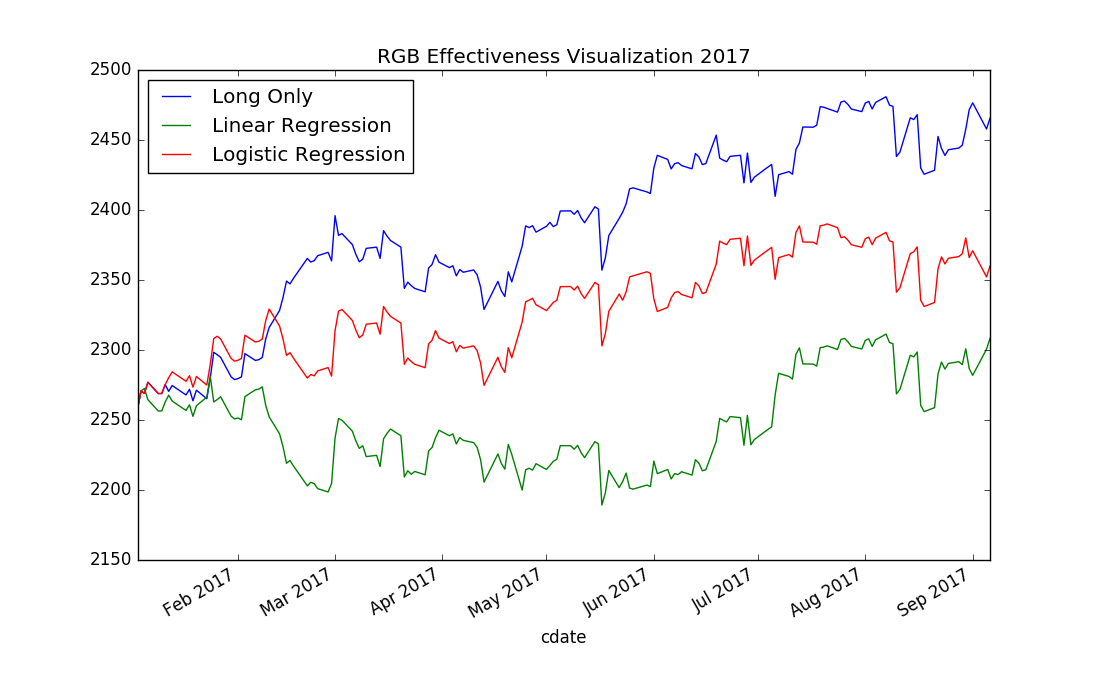 RGB Effectiveness Visualization 2017
Long Only
Linear Regression
Logistic Regression
2500
2450
2400
2350
2300
2250
2200
2150
Feb 2017
Mar 2017
Apr 2017
May 2017
Jun 2017
Jul 2017
Aug 2017
Sep 2017
cdate